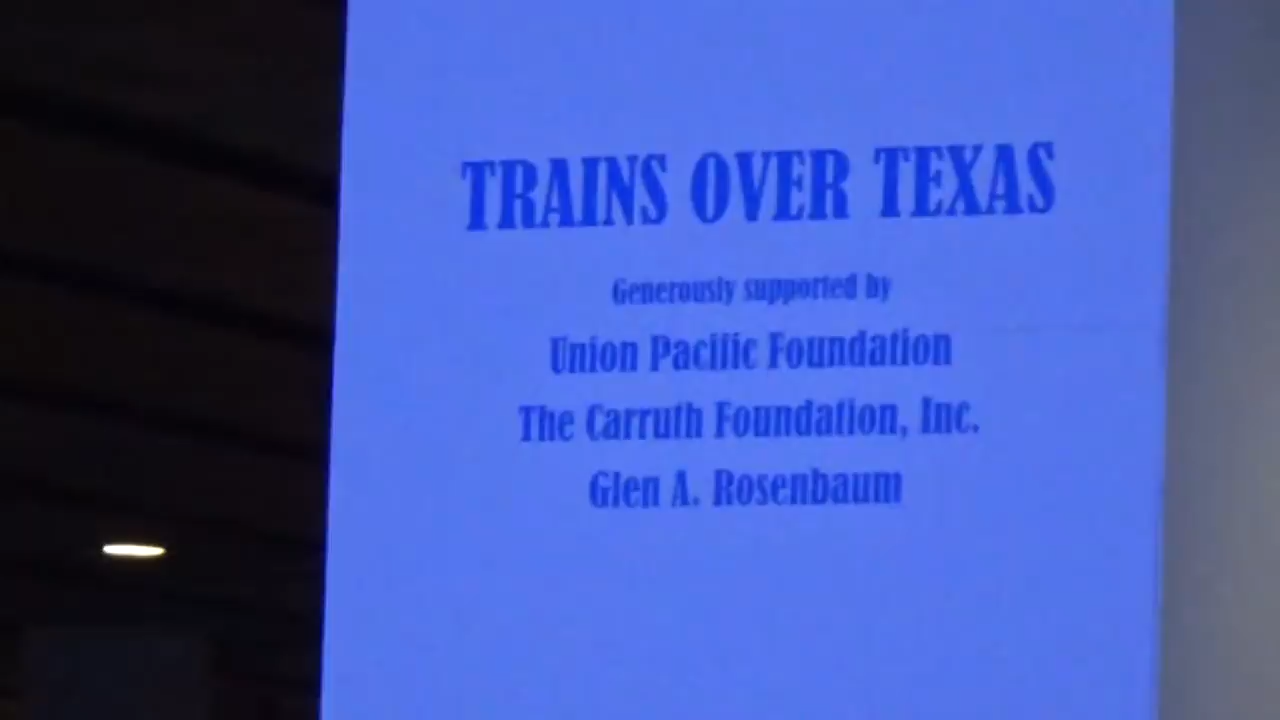 TRAINS OVER TEXAS
Generously supported by
Union Pacific Foundation
The Carruth Foundation, Inc.
Glen A. Rosenbaum